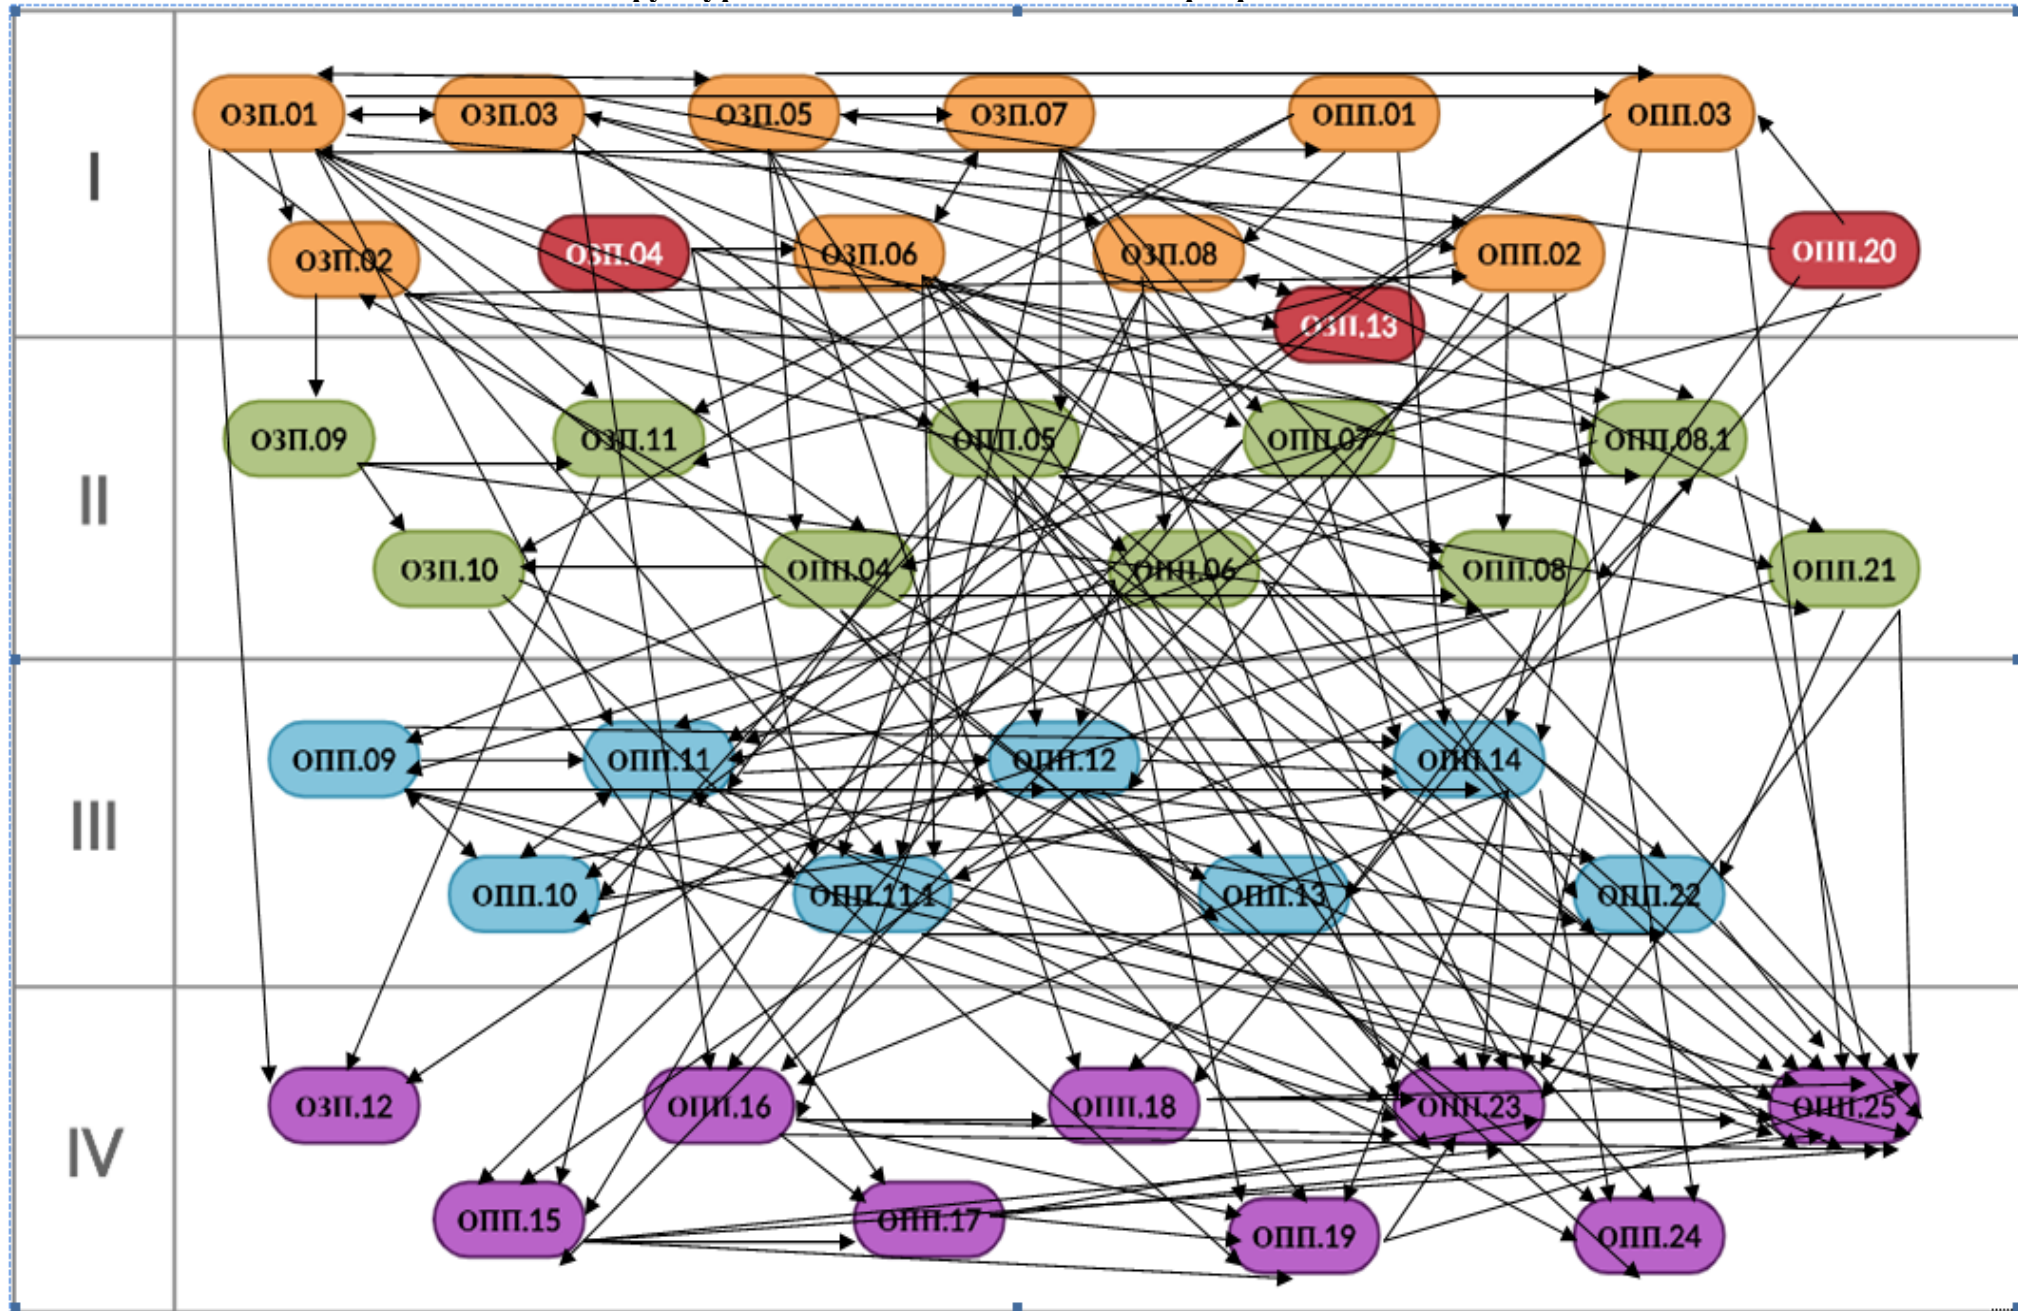 I
ОЗП.01 ОЗП.03 ОЗП.05 ОЗП.07 ОПП.01 ОПП.03
ОЗП.02 ОЗП.04 ОЗП.06 ОЗП.08 ОПП.02 ОПП.20
ОЗП.13
II
ОЗП.09 ОЗП.11 ОПП.05 ОПП.07 ОПП.08.1
ОЗП.10 ОПП.04 ОПП.06 ОПП.08 ОПП.21
III
ОПП.09 ОПП.11 ОПП.12 ОПП.14
ОПП.10 ОПП.11.1 ОПП.13 ОПП.22
IV
ОЗП.12 ОПП.16 ОПП.18 ОПП.23 ОПП.25
ОПП.15 ОПП.17 ОПП.19 ОПП.24